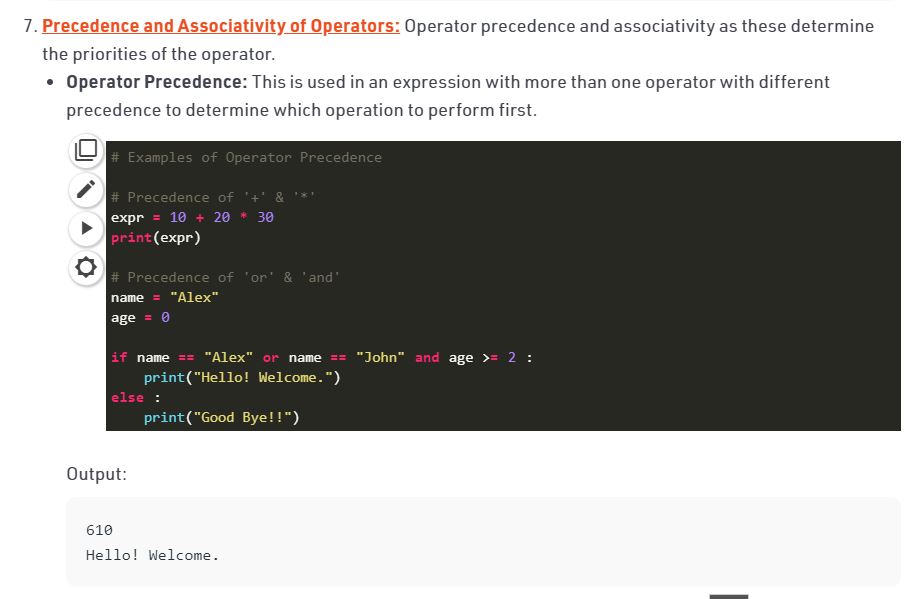 7. Precedence and Associativity of Operators: Operator precedence and associativity as these determine
the priorities of the operator.
• Operator Precedence: This is used in an expression with more than one operator with different
precedence to determine which operation to perform first.
# Examples of Operator Precedence
# Precedence of '+' & '*'
expr = 10 + 20 * 30
print(expr)
# Precedence of 'or' & 'and'
name = "Alex"
age = 0
if name == "Alex" or name == "John" and age >= 2 :
    print("Hello! Welcome.")
else :
    print("Good Bye!!")
Output:
610
Hello! Welcome.